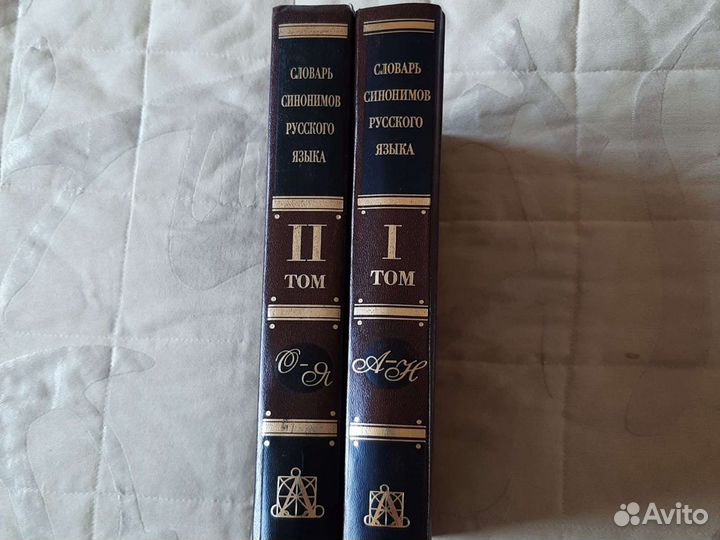 СЛОВАРЬ
СИНОНИМОВ
РУССКОГО
ЯЗЫКА
II
ТОМ
О-Я
СЛОВАРЬ
СИНОНИМОВ
РУССКОГО
ЯЗЫКА
I
ТОМ
А-Н
Avito